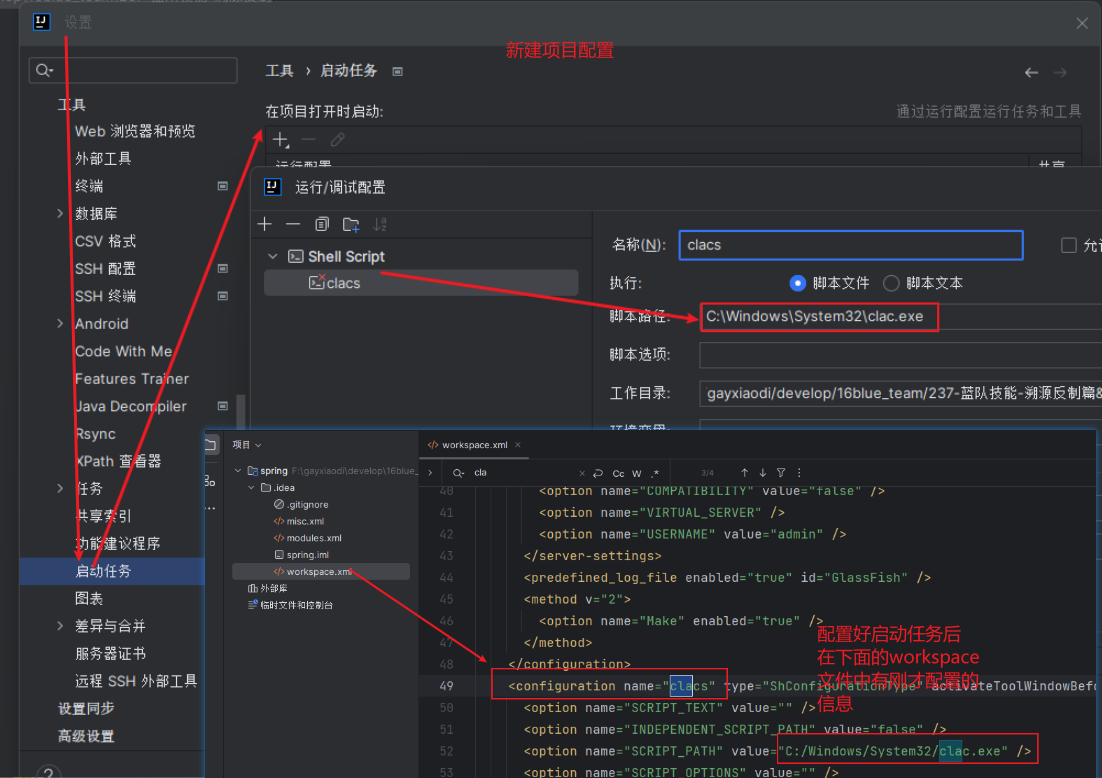 设置
新建项目配置
工具 › 启动任务
工具
Web 浏览器和预览
外部工具
终端
数据库
CSV 格式
SSH 配置
SSH 终端
Android
Code With Me
Features Trainer
Java Decompiler
Rsync
XPath 查看器
任务
共享索引
功能建议程序
启动任务
图表
差异与合并
服务器证书
远程 SSH 外部工具
设置同步
高级设置
?
在项目打开时启动:
通过运行配置运行任务和工具
运行配置
共享
运行/调试配置
Shell Script
clacs
名称(N):
clacs
执行:
脚本文件
脚本文本
脚本路径:
C:\Windows\System32\clac.exe
脚本选项:
工作目录:
gayxiaodi/develop/16blue_team/237-蓝队技能-溯源反制篇&
环境变量:
项目
spring F:\gayxiaodi\develop\16blue_
.idea
.gitignore
misc.xml
modules.xml
spring.iml
workspace.xml
外部库
临时文件和控制台
workspace.xml
cla
Cc W .*
3/4
40 <option name="COMPATIBILITY" value="false" />
41 <option name="VIRTUAL_SERVER" />
42 <option name="USERNAME" value="admin" />
43 </server-settings>
44 <predefined_log_file enabled="true" id="GlassFish" />
45 <method v="2">
46 <option name="Make" enabled="true" />
47 </method>
48 </configuration>
49 <configuration name="clacs" type="ShConfigurationType" activateToolWindowBef
50 <option name="SCRIPT_TEXT" value="" />
51 <option name="INDEPENDENT_SCRIPT_PATH" value="false" />
52 <option name="SCRIPT_PATH" value="C:/Windows/System32/clac.exe" />
53 <option name="SCRIPT_OPTIONS" value="" />
配置好启动任务后
在下面的workspace
文件中有刚才配置的
信息